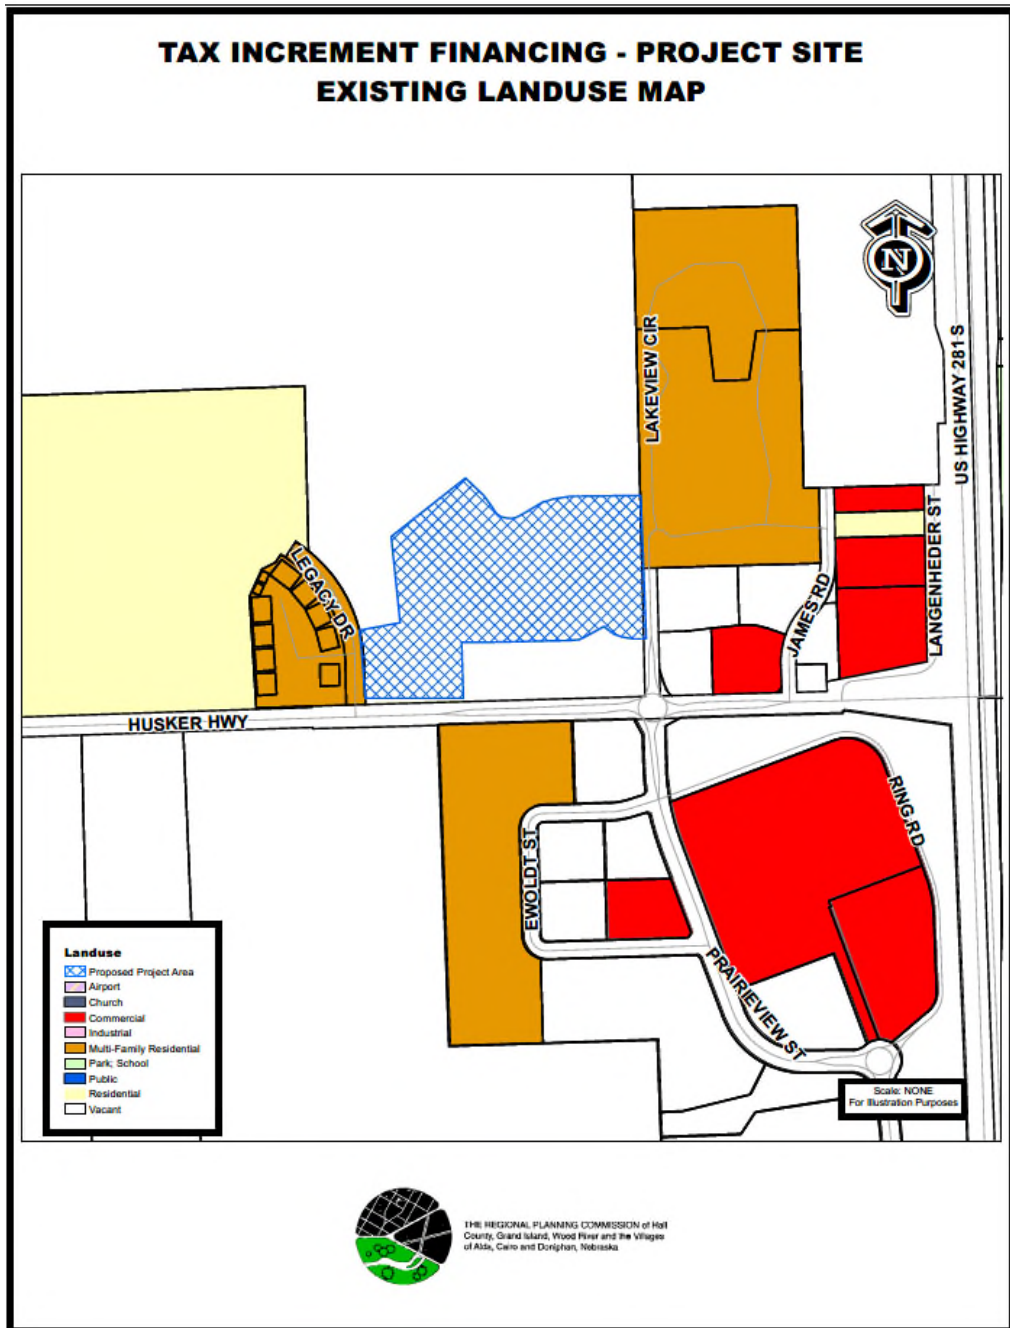 TAX INCREMENT FINANCING - PROJECT SITE
EXISTING LANDUSE MAP
N
LAKEVIEW CIR
US HIGHWAY 281 S
LEGACY DR
JAMES RD
LANGENHEDER ST
HUSKER HWY
RING RD
EWOLDT ST
PRAIRIEVIEW ST
Landuse
Proposed Project Area
Airport
Church
Commercial
Industrial
Multi-Family Residential
Park; School
Public
Residential
Vacant
Scale: NONE
For Illustration Purposes
THE REGIONAL PLANNING COMMISSION of Hall
County, Grand Island, Wood River and the Villages
of Alda, Cairo and Doniphan, Nebraska